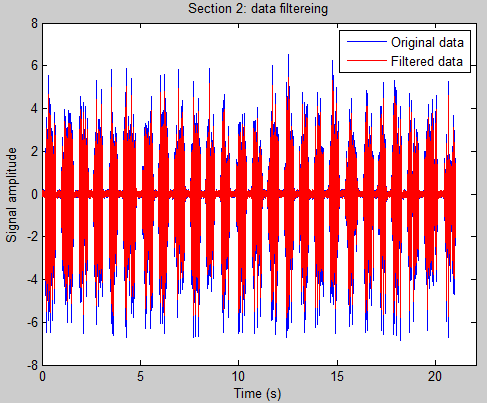 Section 2: data filtereing
Original data
Filtered data
Signal amplitude
8
6
4
2
0
-2
-4
-6
-8
0
5
10
15
20
Time (s)